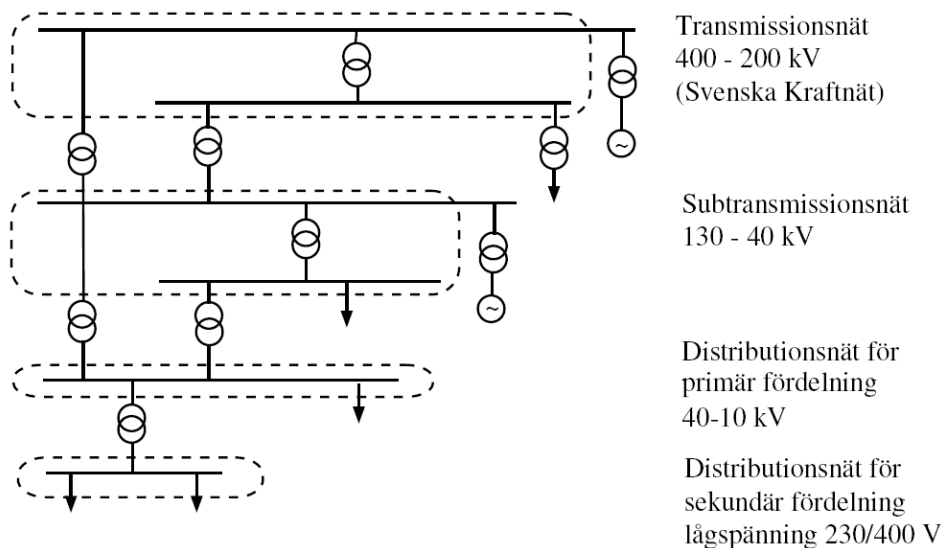 Transmissionsnät
400 - 200 kV
(Svenska Kraftnät)
~
Subtransmissionsnät
130 - 40 kV
~
Distributionsnät för
primär fördelning
40-10 kV
Distributionsnät för
sekundär fördelning
lågspänning 230/400 V